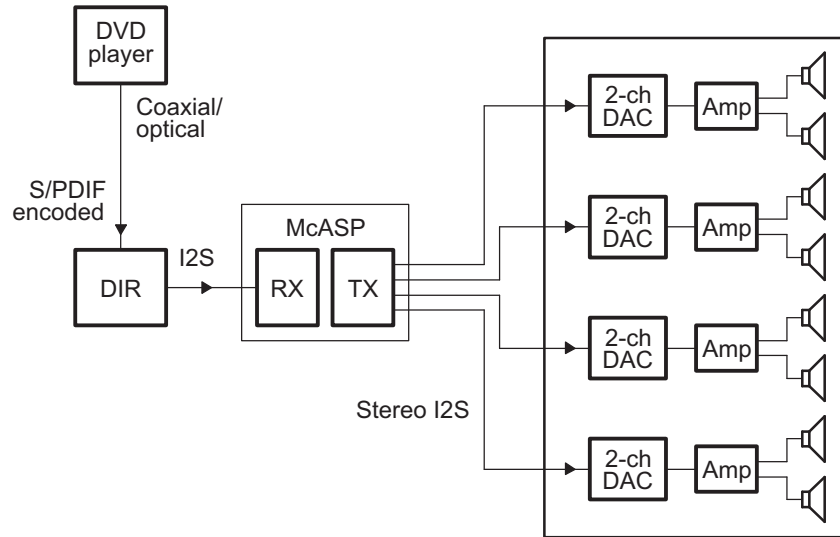 DVD
player
Coaxial/
optical
S/PDIF
encoded
DIR
I2S
McASP
RX
TX
Stereo I2S
2-ch
DAC
Amp
2-ch
DAC
Amp
2-ch
DAC
Amp
2-ch
DAC
Amp